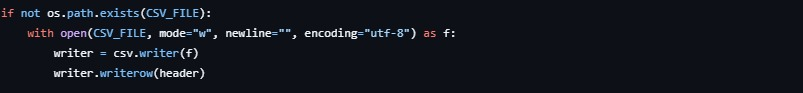 if not os.path.exists(CSV_FILE):
    with open(CSV_FILE, mode="w", newline="", encoding="utf-8") as f:
        writer = csv.writer(f)
        writer.writerow(header)